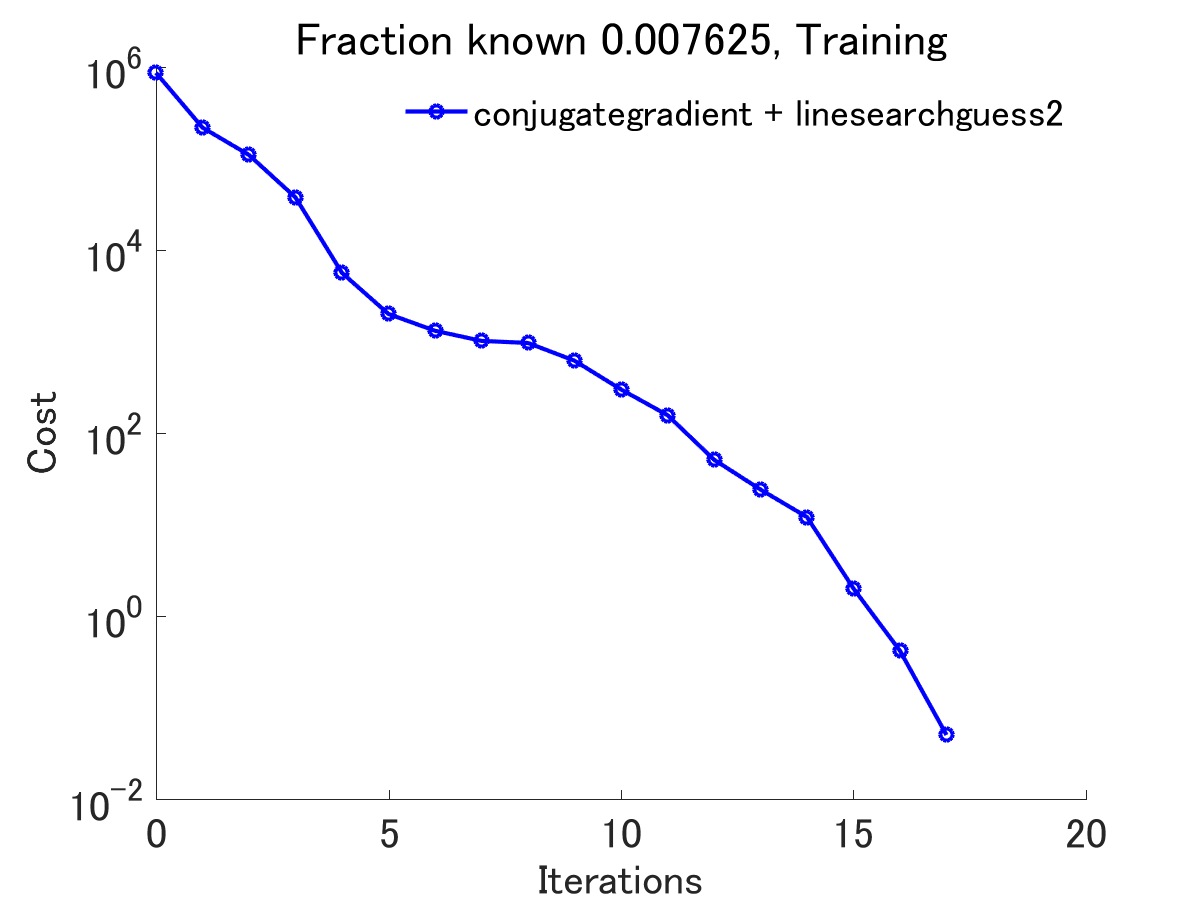 Fraction known 0.007625, Training
conjugategradient + linesearchguess2
10^6
10^4
10^2
10^0
10^-2
Cost
0 5 10 15 20
Iterations